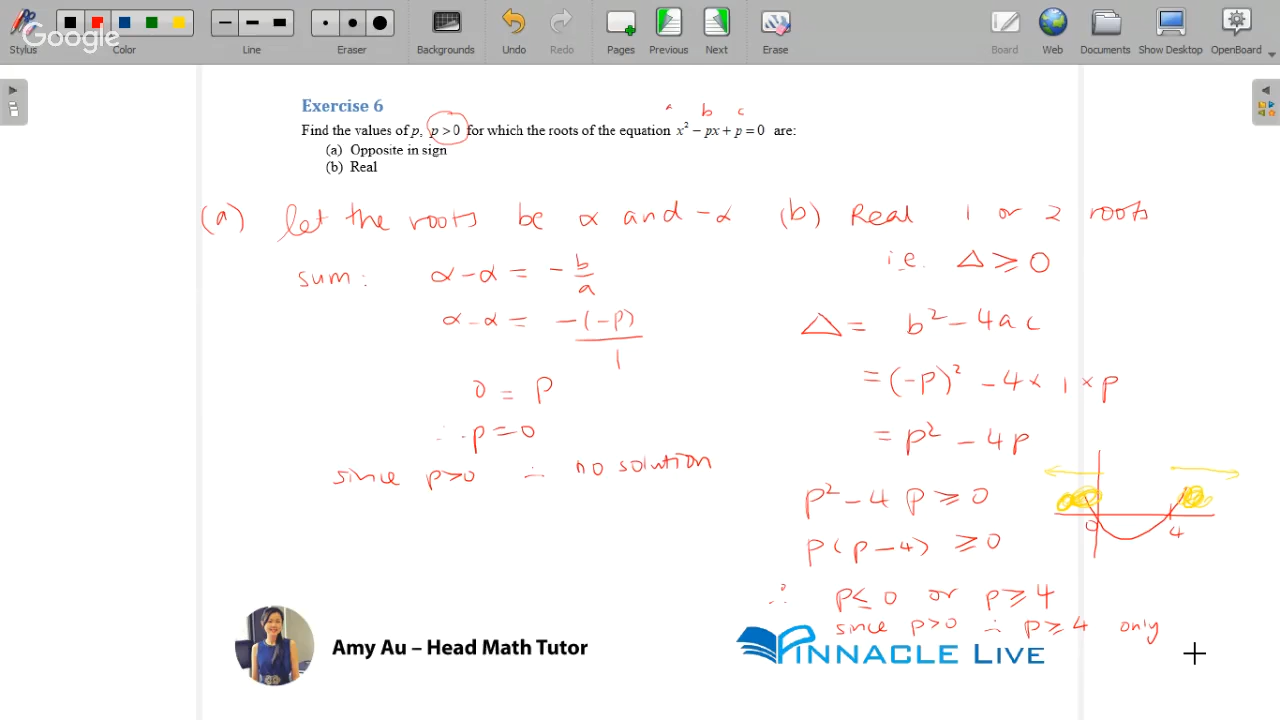 Stylus
Color
Line
Eraser
Backgrounds
Undo
Redo
Pages
Previous
Next
Erase
Board
Web
Documents
Show Desktop
OpenBoard
Google
Exercise 6
a b c
Find the values of p, p > 0 for which the roots of the equation x² − px + p = 0 are:
(a) Opposite in sign
(b) Real
(a) let the roots be α and -α
sum: α - α = - b/a
α - α = -(-p)/1
0 = p
∴ p = 0
since p>0 ∴ no solution
(b) Real 1 or 2 roots
i.e. Δ ≥ 0
Δ = b² - 4ac
= (-p)² - 4 × 1 × p
= p² - 4p
p² - 4p ≥ 0
p(p - 4) ≥ 0
0 4
∴ p ≤ 0 or p ≥ 4
since p>0 ∴ p ≥ 4 only
Amy Au – Head Math Tutor
PINNACLE LIVE